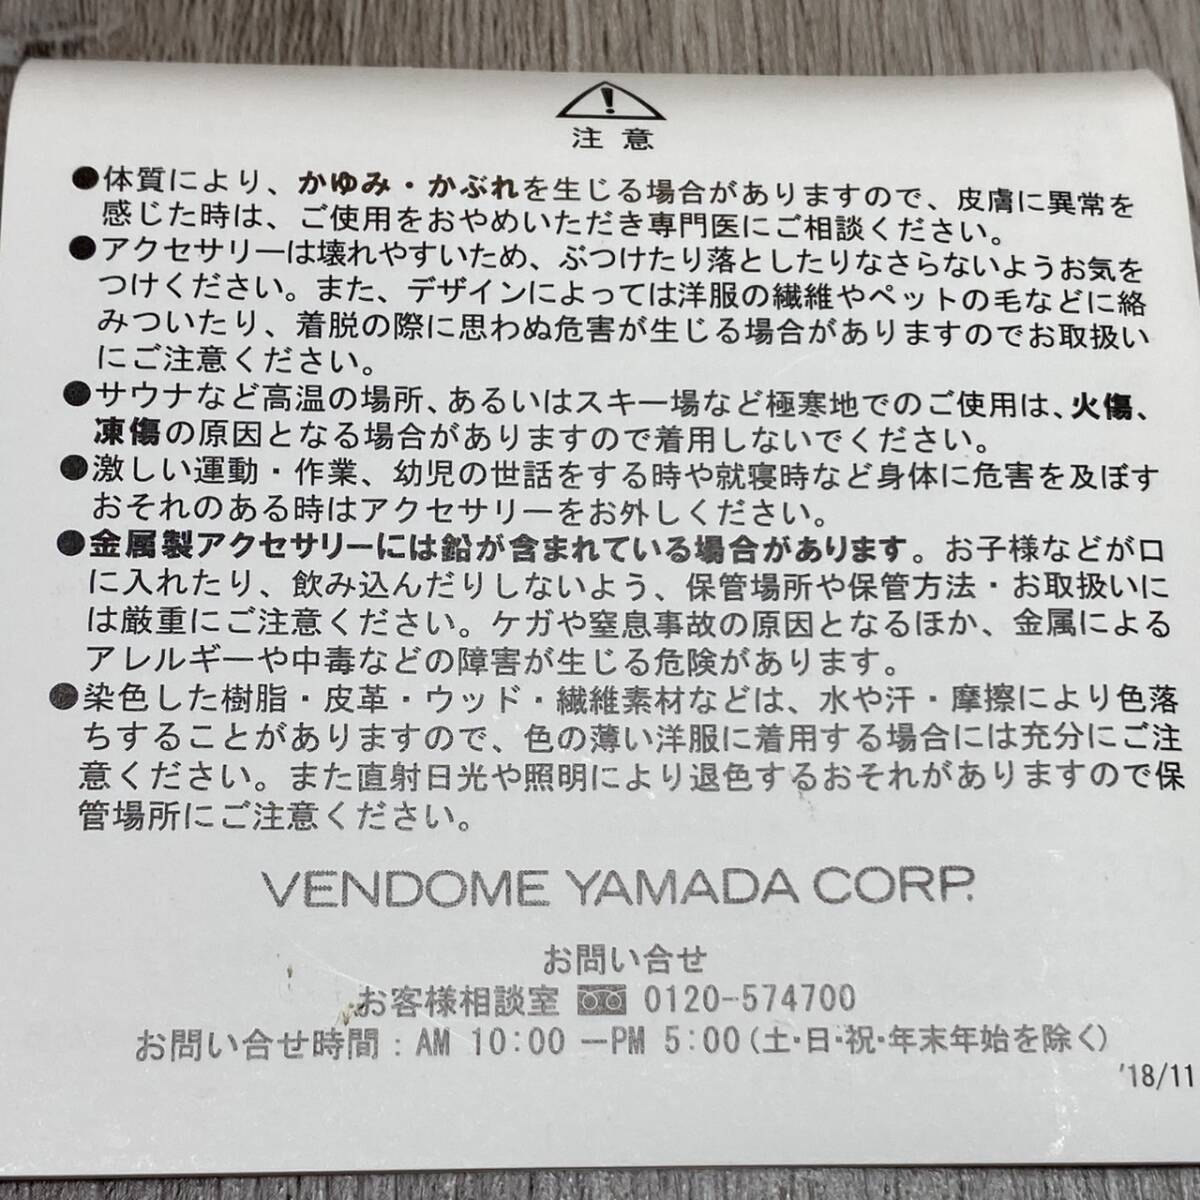 注意
●体質により、かゆみ・かぶれを生じる場合がありますので、皮膚に異常を
感じた時は、ご使用をおやめいただき専門医にご相談ください。
●アクセサリーは壊れやすいため、ぶつけたり落としたりなさらないようお気を
つけください。また、デザインによっては洋服の繊維やペットの毛などに絡
みついたり、着脱の際に思わぬ危害が生じる場合がありますのでお取扱い
にご注意ください。
●サウナなど高温の場所、あるいはスキー場など極寒地でのご使用は、火傷、
凍傷の原因となる場合がありますので着用しないでください。
●激しい運動・作業、幼児の世話をする時や就寝時など身体に危害を及ぼす
おそれのある時はアクセサリーをお外しください。
●金属製アクセサリーには鉛が含まれている場合があります。お子様などが口
に入れたり、飲み込んだりしないよう、保管場所や保管方法・お取扱いに
は厳重にご注意ください。ケガや窒息事故の原因となるほか、金属による
アレルギーや中毒などの障害が生じる危険があります。
●染色した樹脂・皮革・ウッド・繊維素材などは、水や汗・摩擦により色落
ちすることがありますので、色の薄い洋服に着用する場合には充分にご注
意ください。また直射日光や照明により退色するおそれがありますので保
管場所にご注意ください。
VENDOME YAMADA CORP.
お問い合せ
お客様相談室 0120-574700
お問い合せ時間：AM 10:00 —PM 5:00(土・日・祝・年末年始を除く)
'18/11